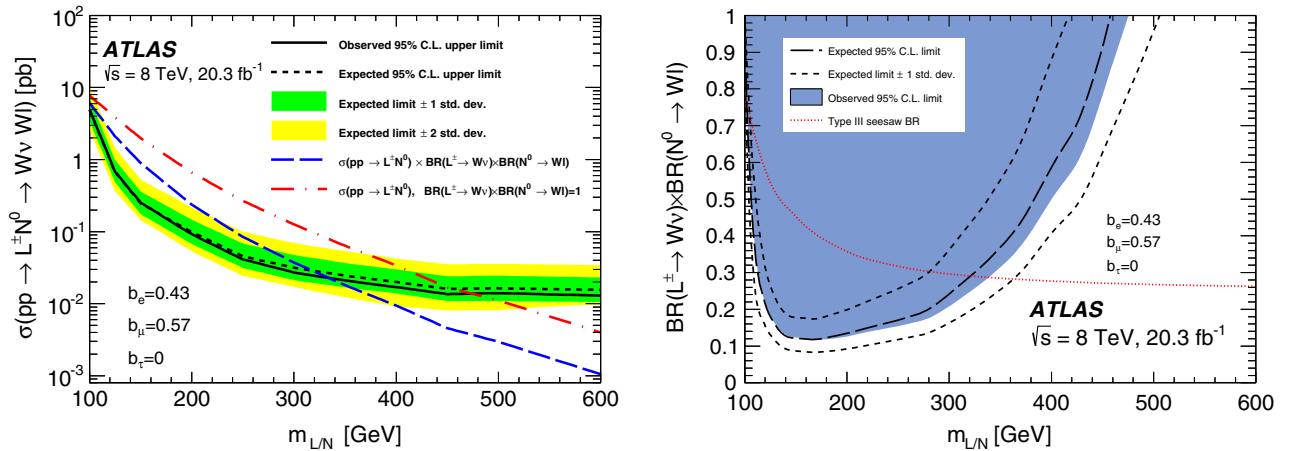 σ(pp → L±N⁰ → Wν Wl) [pb]
10²
10
1
10⁻¹
10⁻²
10⁻³
ATLAS
√s = 8 TeV, 20.3 fb⁻¹
Observed 95% C.L. upper limit
Expected 95% C.L. upper limit
Expected limit ± 1 std. dev.
Expected limit ± 2 std. dev.
σ(pp → L±N⁰) × BR(L±→ Wν)×BR(N⁰ → Wl)
σ(pp → L±N⁰), BR(L±→ Wν)×BR(N⁰ → Wl)=1
bₑ=0.43
b_μ=0.57
b_τ=0
100 200 300 400 500 600
m_L/N [GeV]
BR(L±→ Wν)×BR(N⁰ → Wl)
1
0.9
0.8
0.7
0.6
0.5
0.4
0.3
0.2
0.1
0
Expected 95% C.L. limit
Expected limit ± 1 std. dev.
Observed 95% C.L. limit
Type III seesaw BR
bₑ=0.43
b_μ=0.57
b_τ=0
ATLAS
√s = 8 TeV, 20.3 fb⁻¹
100 200 300 400 500 600
m_L/N [GeV]